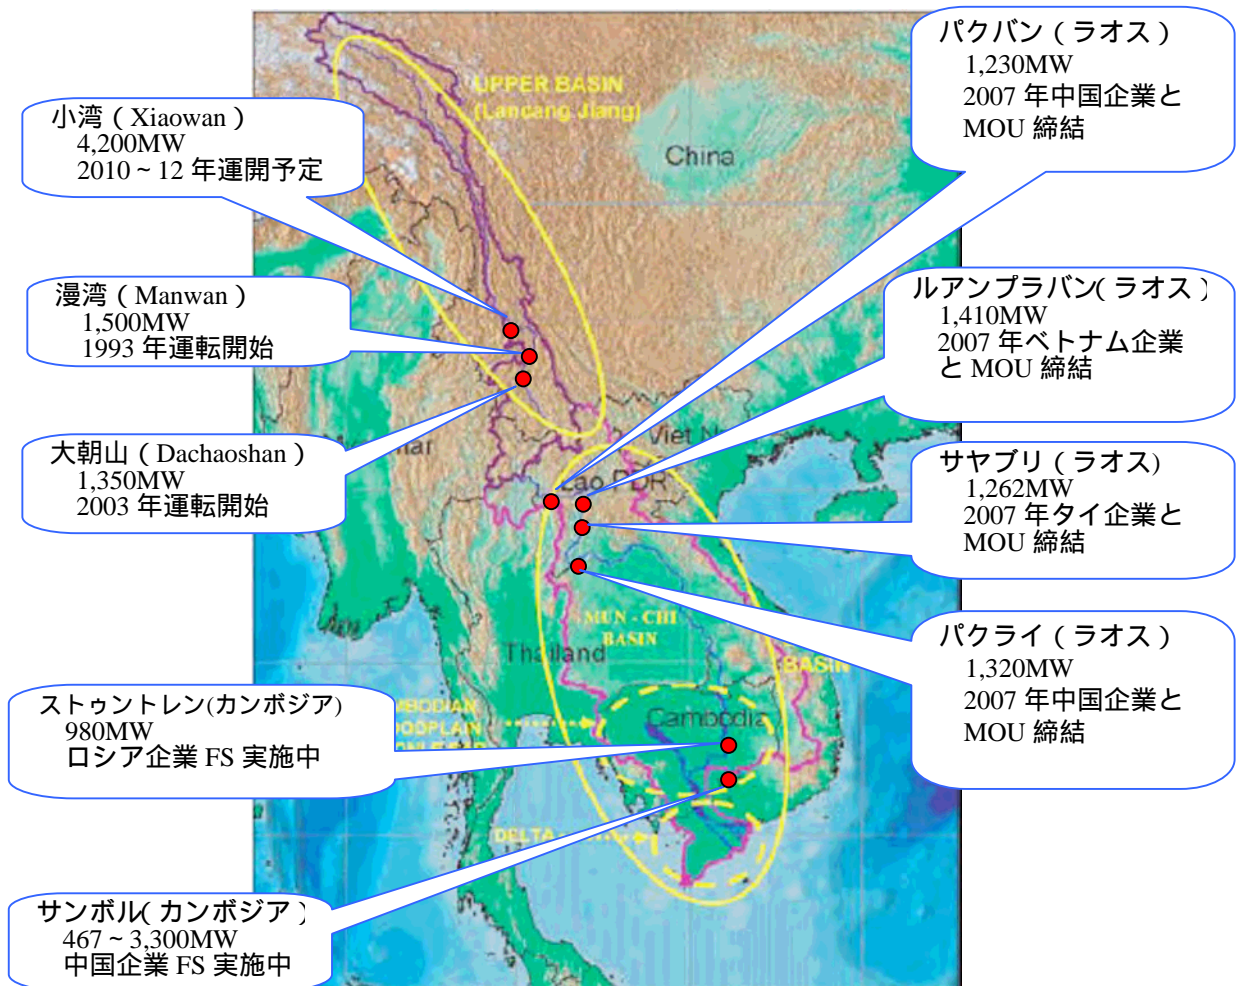 小湾（Xiaowan）
4,200MW
2010～12 年運開予定
漫湾（Manwan）
1,500MW
1993 年運転開始
大朝山（Dachaoshan）
1,350MW
2003 年運転開始
ストゥントレン(カンボジア)
980MW
ロシア企業 FS 実施中
サンボル(カンボジア）
467～3,300MW
中国企業 FS 実施中
UPPER BASIN
(Lancang Jiang)
China
Viet
Lao PDR
MUN - CHI
BASIN
Thailand
BASIN
Cambodia
DELTA
パクバン（ラオス）
1,230MW
2007 年中国企業と
MOU 締結
ルアンプラバン(ラオス）
1,410MW
2007 年ベトナム企業
と MOU 締結
サヤブリ（ラオス)
1,262MW
2007 年タイ企業と
MOU 締結
パクライ（ラオス）
1,320MW
2007 年中国企業と
MOU 締結